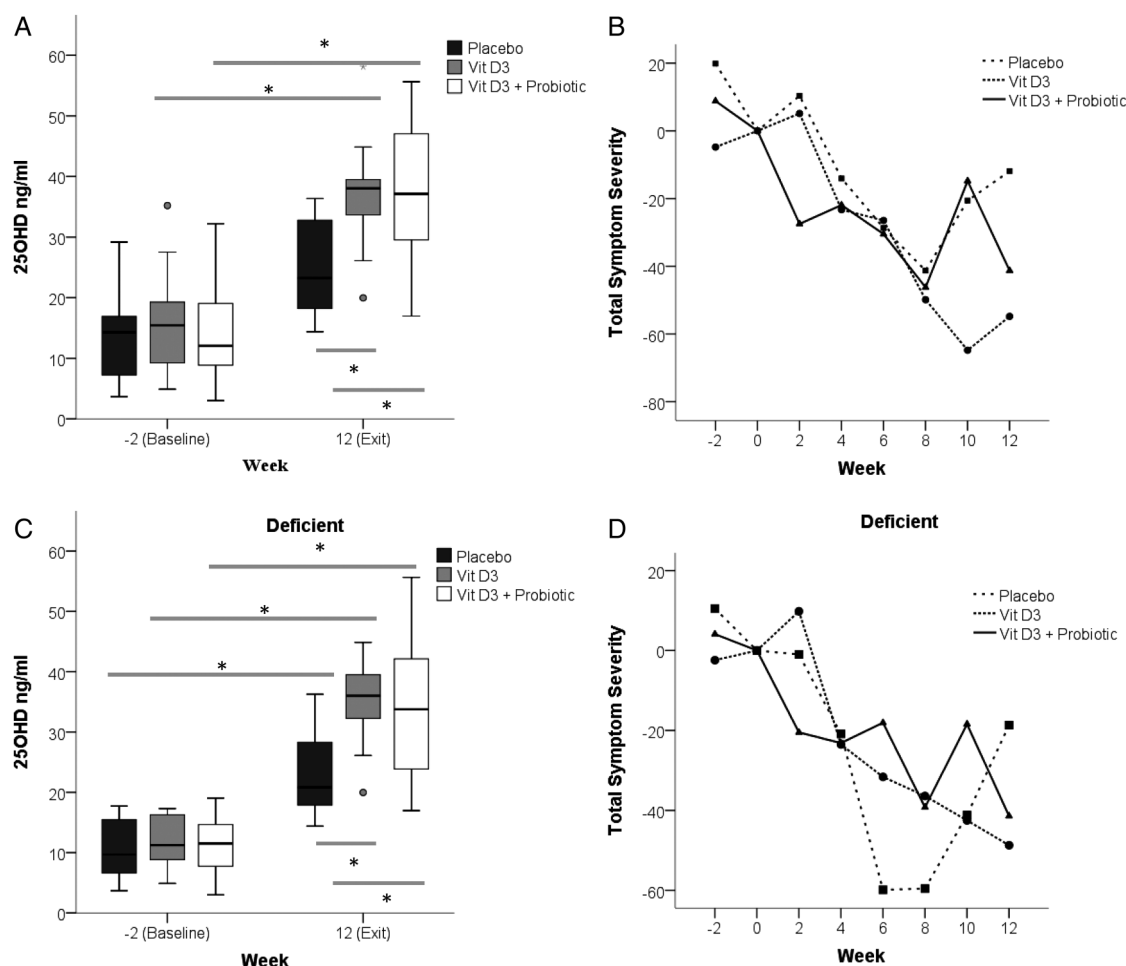 A
25OHD ng/ml
60
50
40
30
20
10
0
*
*
*
*
*
Placebo
Vit D3
Vit D3 + Probiotic
-2 (Baseline)
12 (Exit)
Week
B
Total Symptom Severity
20
0
-20
-40
-60
-80
Placebo
Vit D3
Vit D3 + Probiotic
-2 0 2 4 6 8 10 12
Week
C
Deficient
25OHD ng/ml
60
50
40
30
20
10
0
*
*
*
*
*
Placebo
Vit D3
Vit D3 + Probiotic
-2 (Baseline)
12 (Exit)
Week
D
Deficient
Total Symptom Severity
20
0
-20
-40
-60
Placebo
Vit D3
Vit D3 + Probiotic
-2 0 2 4 6 8 10 12
Week